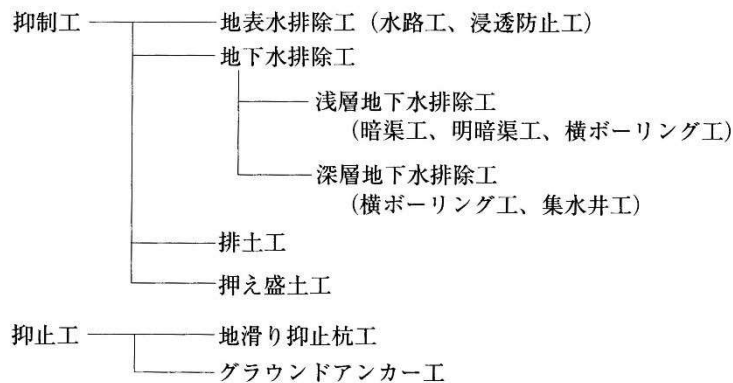 抑制工 地表水排除工（水路工、浸透防止工）
地下水排除工
浅層地下水排除工
（暗渠工、明暗渠工、横ボーリング工）
深層地下水排除工
（横ボーリング工、集水井工）
排土工
押え盛土工
抑止工 地滑り抑止杭工
グラウンドアンカー工